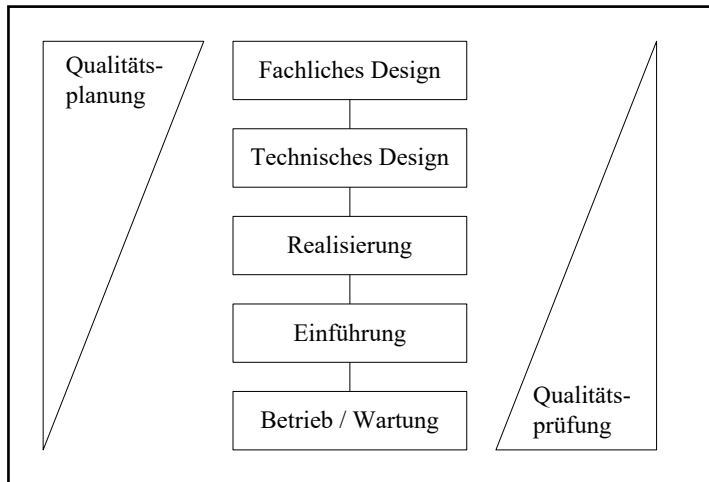 Qualitäts-
planung
Fachliches Design
Technisches Design
Realisierung
Einführung
Betrieb / Wartung
Qualitäts-
prüfung